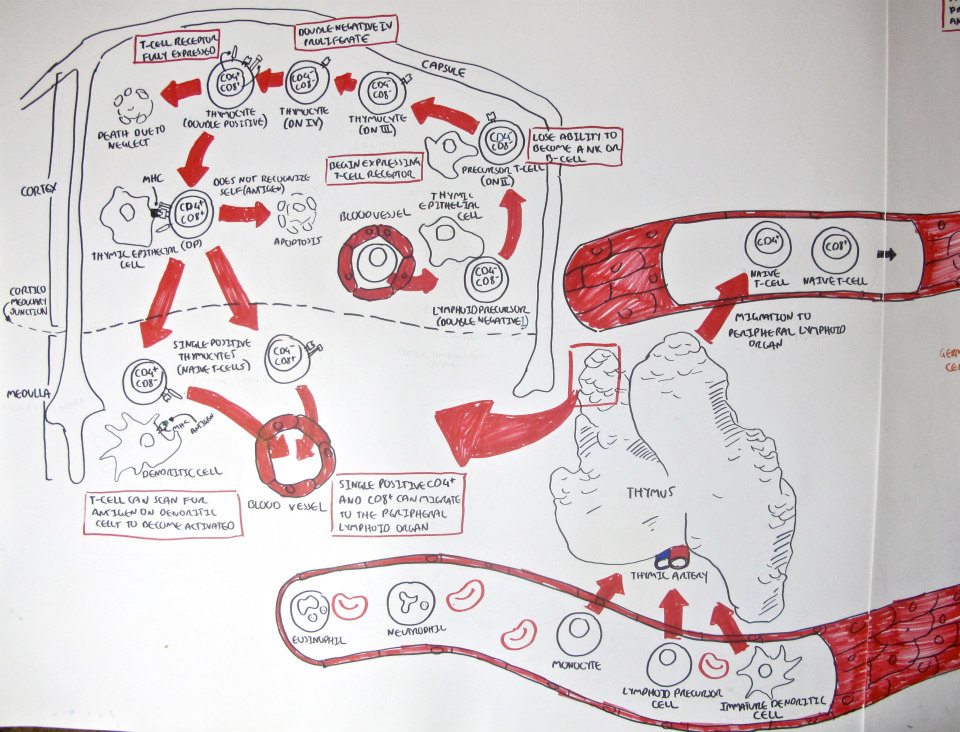 T-CELL RECEPTOR
FULLY EXPRESSED
DOUBLE NEGATIVE IV
PROLIFERATE
CAPSULE
CD4+
CD8+
THYMOCYTE
(DOUBLE POSITIVE)
CD4-
CD8-
THYMOCYTE
(DN IV)
CD4-
CD8-
THYMOCYTE
(DN III)
DEATH DUE TO
NEGLECT
BEGIN EXPRESSING
T-CELL RECEPTOR
CD4-
CD8-
PRECURSOR T-CELL
(DN II)
LOSE ABILITY TO
BECOME A NK OR
B-CELL
CORTEX
MHC
DOES NOT RECOGNIZE
SELF (ANTIGEN)
CD4+
CD8+
(DP)
THYMIC EPITHELIAL
CELL
APOPTOSIS
BLOOD VESSEL
THYMIC
EPITHELIAL
CELL
CD4-
CD8-
LYMPHOID PRECURSOR
(DOUBLE NEGATIVE I)
CORTICO
MEDULLARY
JUNCTION
MEDULLA
SINGLE POSITIVE
THYMOCYTES
(NAIVE T-CELLS)
CD4+
CD8-
CD4-
CD8+
MHC
ANTIGEN
DENDRITIC CELL
BLOOD VESSEL
T-CELL CAN SCAN FOR
ANTIGEN ON DENDRITIC
CELL TO BECOME ACTIVATED
SINGLE POSITIVE CD4+
AND CD8+ CAN MIGRATE
TO THE PERIPHERAL
LYMPHOID ORGAN
CD4+
NAIVE
T-CELL
CD8+
NAIVE T-CELL
MIGRATION TO
PERIPHERAL LYMPHOID
ORGAN
THYMUS
THYMIC ARTERY
EOSINOPHIL
NEUTROPHIL
MONOCYTE
LYMPHOID PRECURSOR
CELL
IMMATURE DENDRITIC
CELL